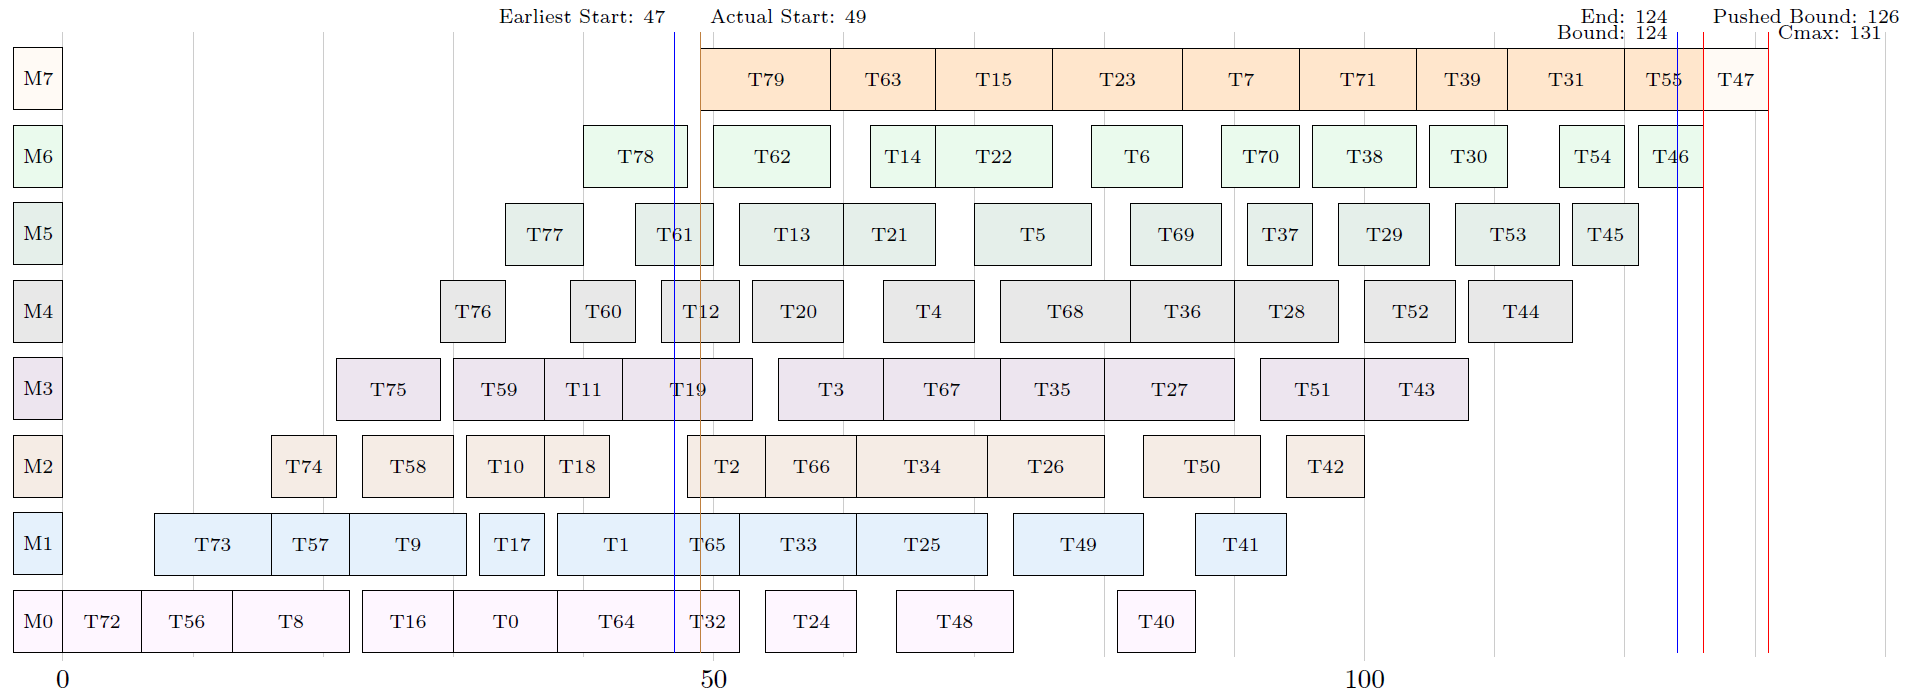 Earliest Start: 47 Actual Start: 49 End: 124 Pushed Bound: 126
Bound: 124 Cmax: 131
M7 T79 T63 T15 T23 T7 T71 T39 T31 T55 T47
M6 T78 T62 T14 T22 T6 T70 T38 T30 T54 T46
M5 T77 T61 T13 T21 T5 T69 T37 T29 T53 T45
M4 T76 T60 T12 T20 T4 T68 T36 T28 T52 T44
M3 T75 T59 T11 T19 T3 T67 T35 T27 T51 T43
M2 T74 T58 T10 T18 T2 T66 T34 T26 T50 T42
M1 T73 T57 T9 T17 T1 T65 T33 T25 T49 T41
M0 T72 T56 T8 T16 T0 T64 T32 T24 T48 T40
0 50 100